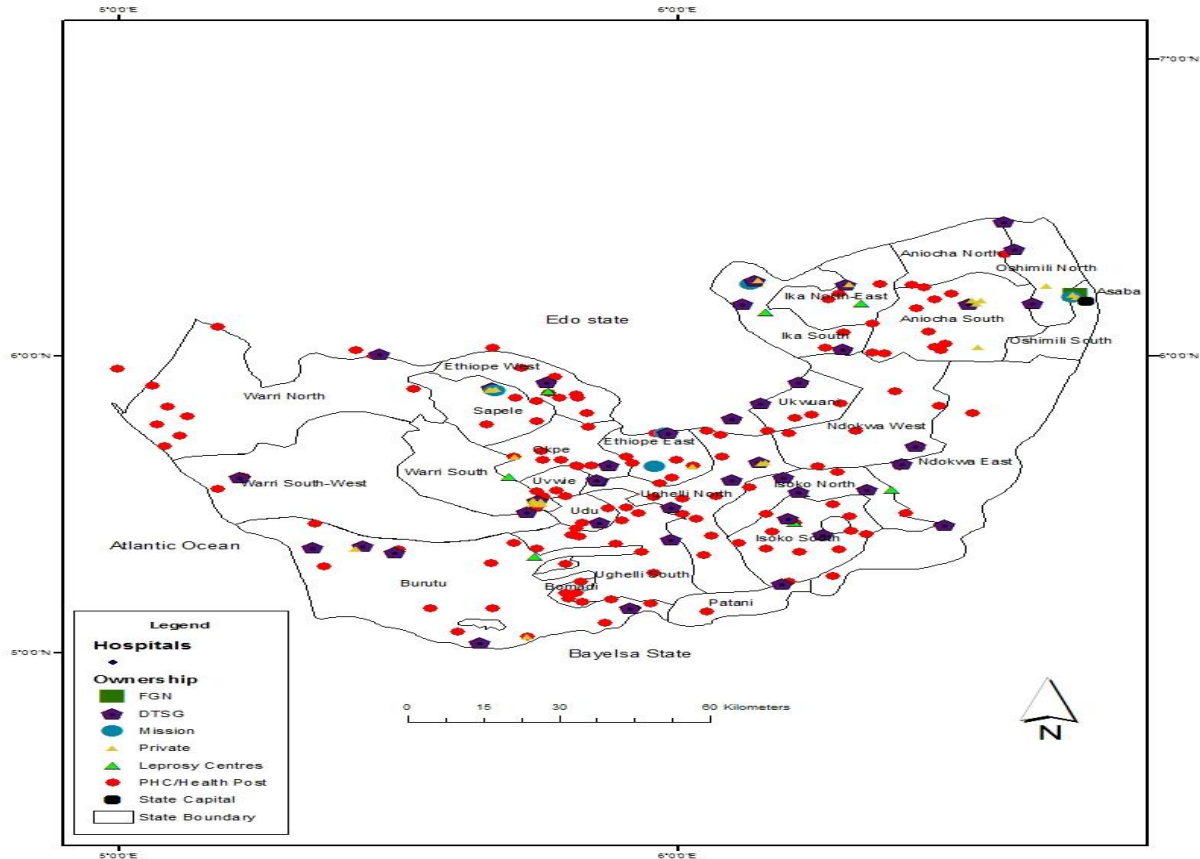 5°0'0"E 6°0'0"E
7°0'0"N
Aniocha North
Oshimili North
Asaba
Ika North-East
Edo state
Aniocha South
Ika South
Oshimili South
6°0'0"N 6°0'0"N
Ethiope West
Warri North
Sapele
Ukwuani
Ndokwa West
Ethiope East
Okpe
Ndokwa East
Warri South
Warri South-West
Uvwie
Isoko North
Ughelli North
Udu
Isoko South
Atlantic Ocean
Ughelli South
Burutu
Bomadi
Patani
Legend
Hospitals
Ownership
FGN
DTSG
Mission
Private
Leprosy Centres
PHC/Health Post
State Capital
State Boundary
5°0'0"N
Bayelsa State
0 15 30 60 Kilometers
N
5°0'0"E 6°0'0"E